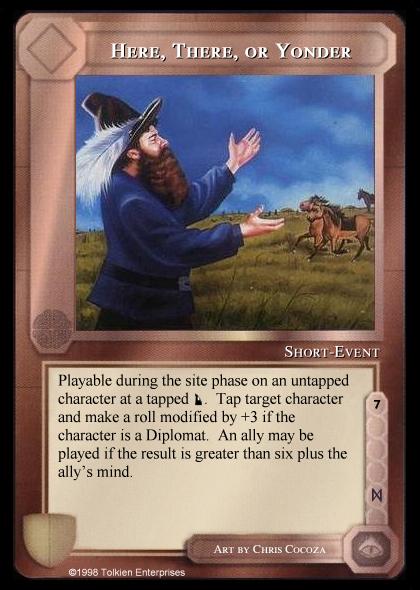 Here, There, or Yonder
Short-Event
Playable during the site phase on an untapped
character at a tapped . Tap target character
and make a roll modified by +3 if the
character is a Diplomat. An ally may be
played if the result is greater than six plus the
ally's mind.
7
Art by Chris Cocoza
©1998 Tolkien Enterprises